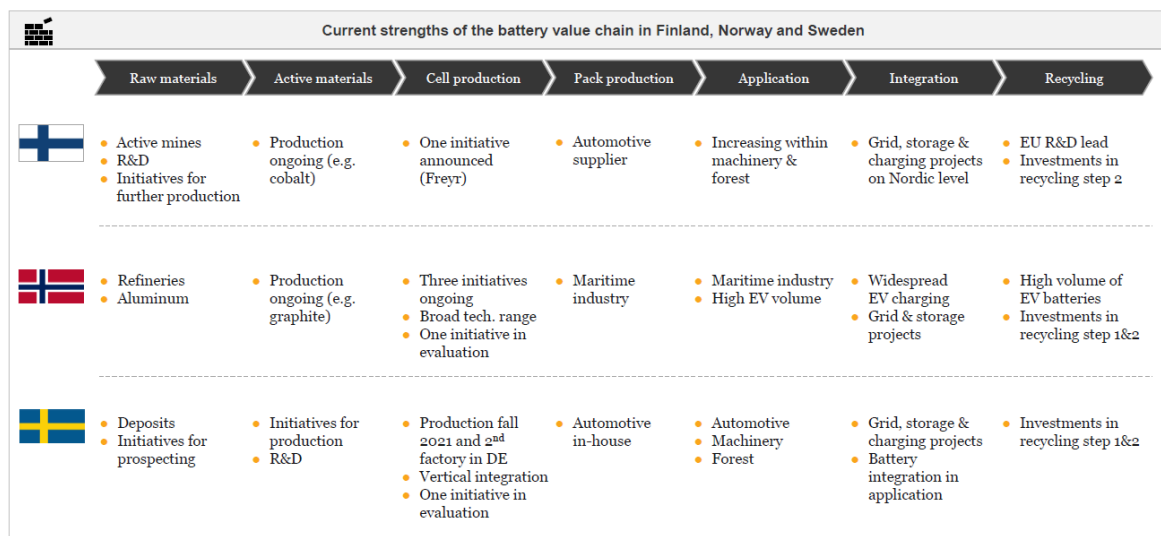 Current strengths of the battery value chain in Finland, Norway and Sweden
Raw materials
Active materials
Cell production
Pack production
Application
Integration
Recycling
Active mines
R&D
Initiatives for
further production
Production
ongoing (e.g.
cobalt)
One initiative
announced
(Freyr)
Automotive
supplier
Increasing within
machinery &
forest
Grid, storage &
charging projects
on Nordic level
EU R&D lead
Investments in
recycling step 2
Refineries
Aluminum
Production
ongoing (e.g.
graphite)
Three initiatives
ongoing
Broad tech. range
One initiative in
evaluation
Maritime
industry
Maritime industry
High EV volume
Widespread
EV charging
Grid & storage
projects
High volume of
EV batteries
Investments in
recycling step 1&2
Deposits
Initiatives for
prospecting
Initiatives for
production
R&D
Production fall
2021 and 2nd
factory in DE
Vertical integration
One initiative in
evaluation
Automotive
in-house
Automotive
Machinery
Forest
Grid, storage &
charging projects
Battery
integration in
application
Investments in
recycling step 1&2